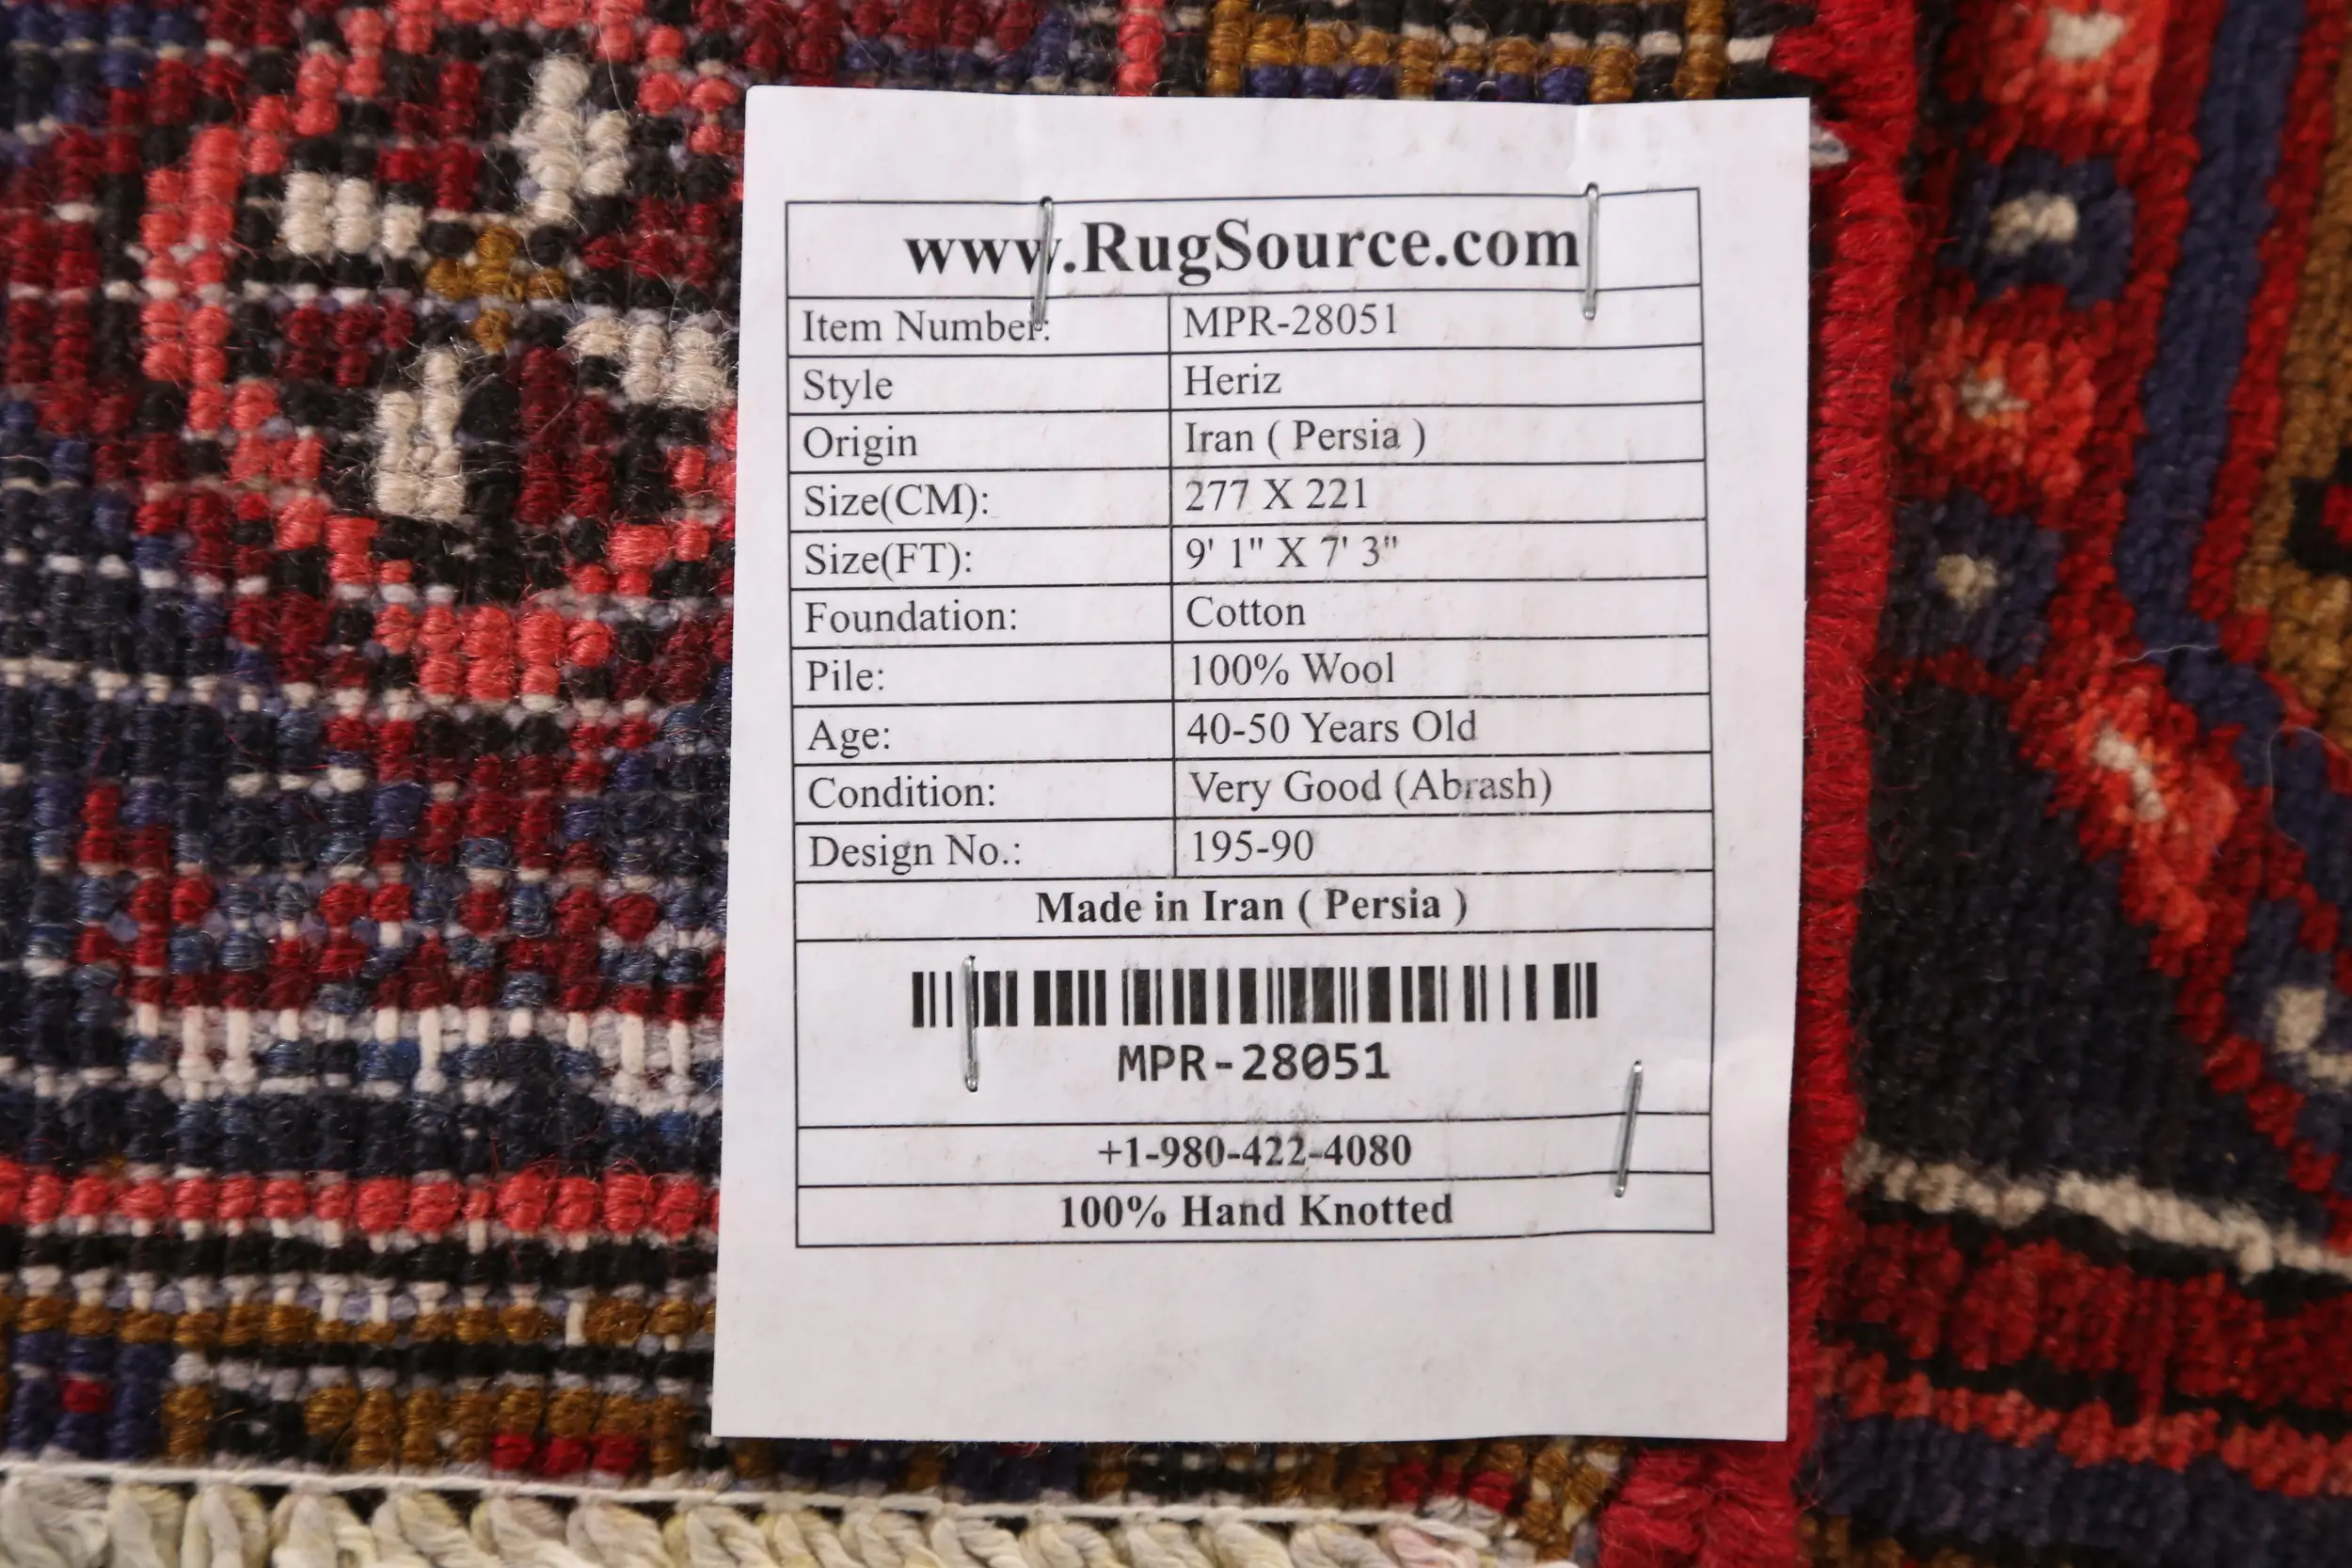 www.RugSource.com
Item Number: MPR-28051
Style Heriz
Origin Iran ( Persia )
Size(CM): 277 X 221
Size(FT): 9' 1" X 7' 3"
Foundation: Cotton
Pile: 100% Wool
Age: 40-50 Years Old
Condition: Very Good (Abrash)
Design No.: 195-90
Made in Iran ( Persia )
MPR-28051
+1-980-422-4080
100% Hand Knotted